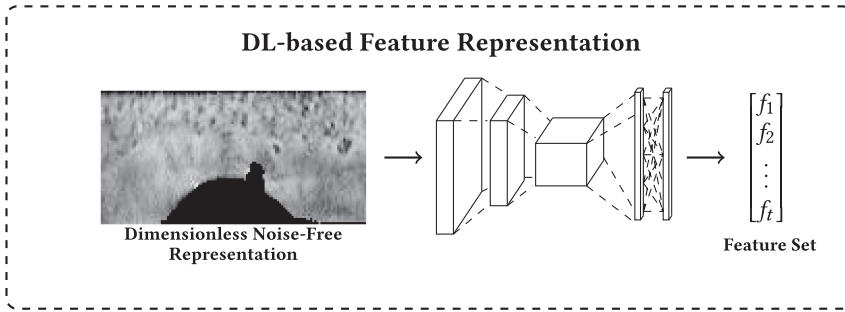 DL-based Feature Representation
Dimensionless Noise-Free
Representation
f1
f2
⋮
ft
Feature Set